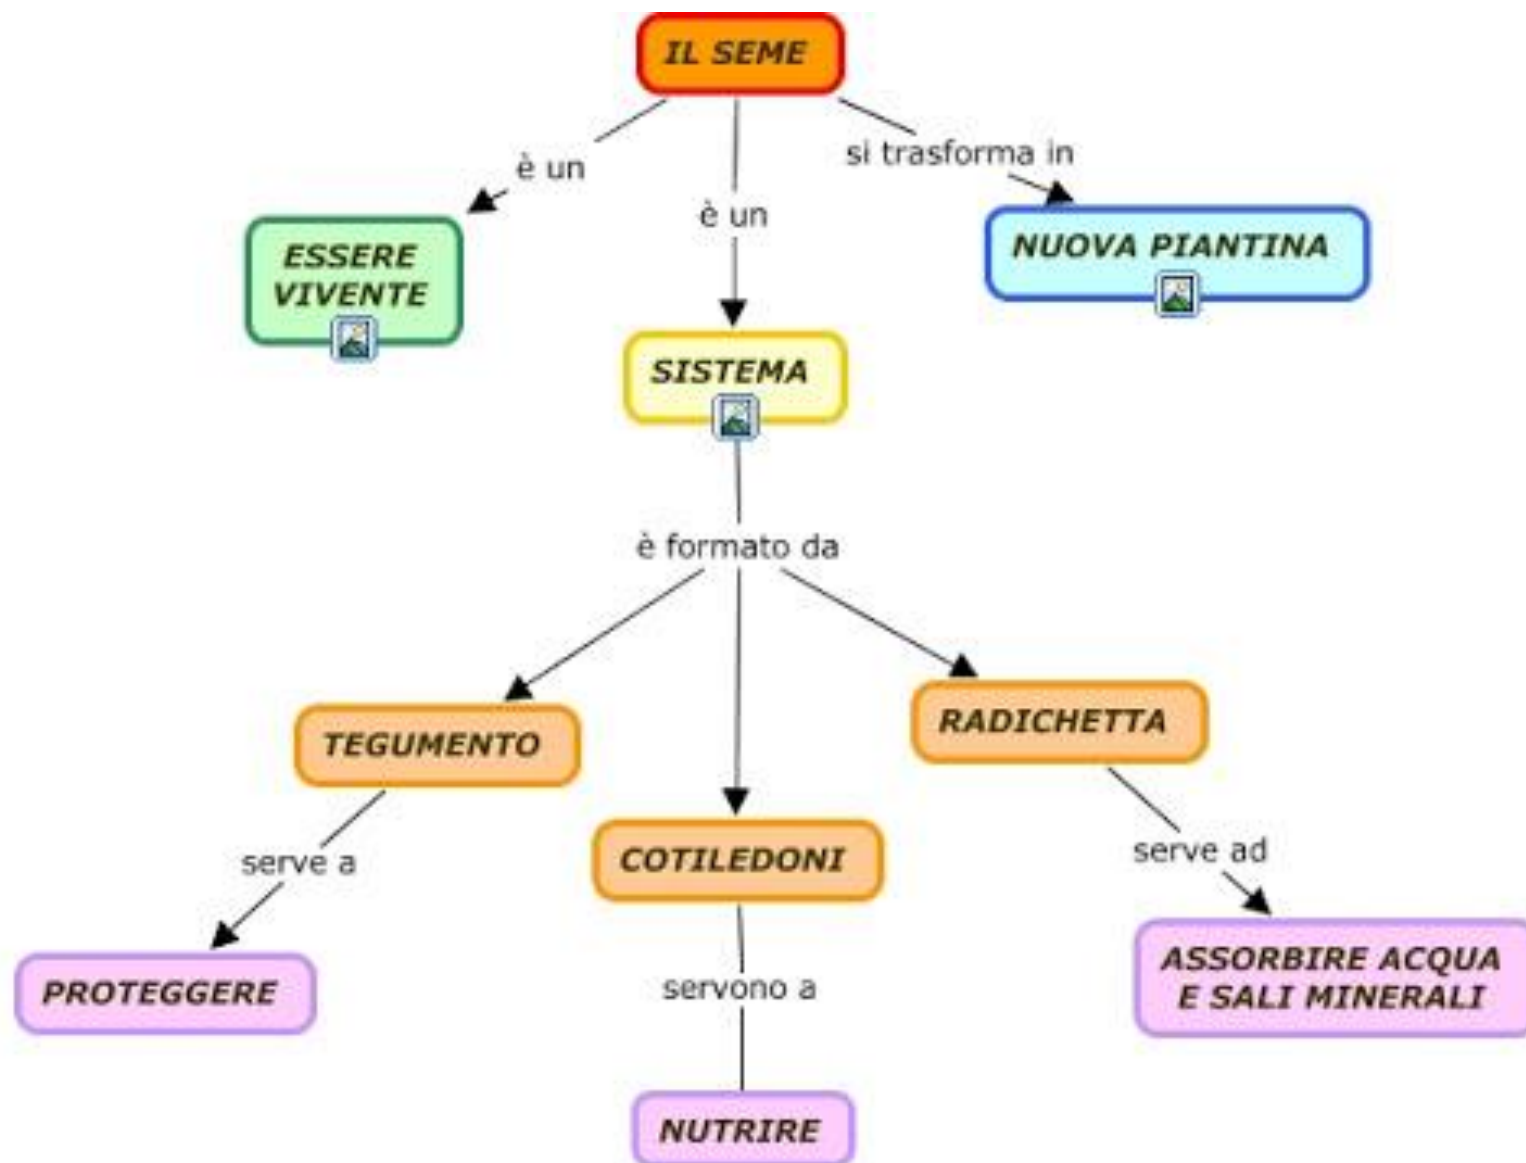 IL SEME
è un
è un
si trasforma in
ESSERE
VIVENTE
NUOVA PIANTINA
SISTEMA
è formato da
TEGUMENTO
RADICHETTA
COTILEDONI
serve a
serve ad
PROTEGGERE
servono a
ASSORBIRE ACQUA
E SALI MINERALI
NUTRIRE